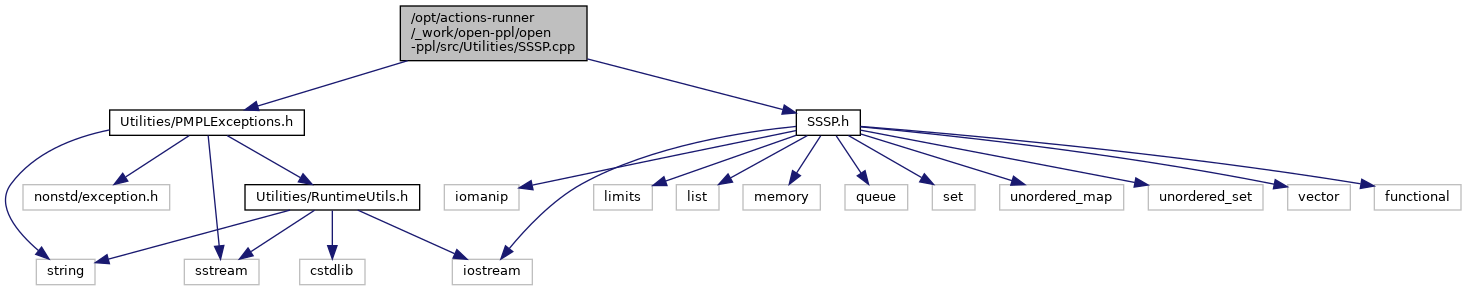 /opt/actions-runner
/_work/open-ppl/open
-ppl/src/Utilities/SSSP.cpp
Utilities/PMPLExceptions.h
SSSP.h
nonstd/exception.h
Utilities/RuntimeUtils.h
iomanip
limits
list
memory
queue
set
unordered_map
unordered_set
vector
functional
string
sstream
cstdlib
iostream